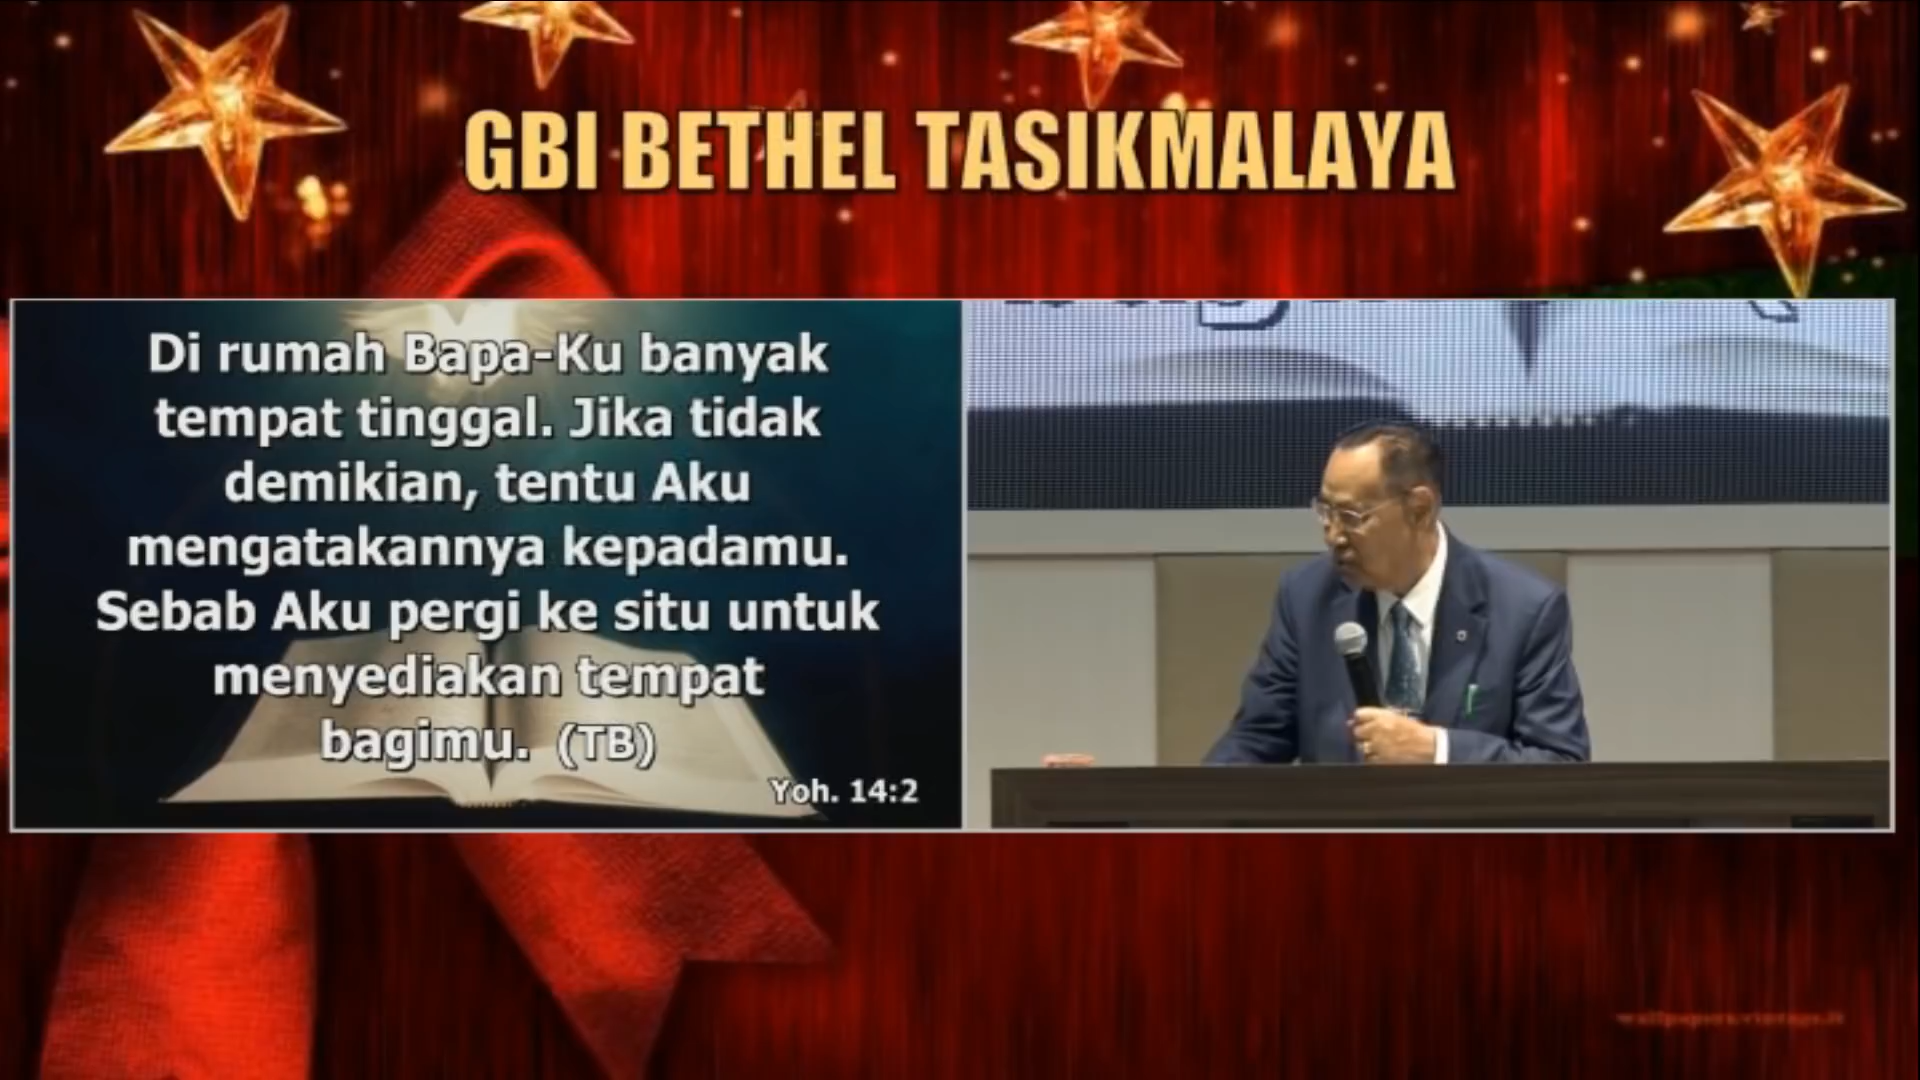 GBI BETHEL TASIKMALAYA
Di rumah Bapa-Ku banyak
tempat tinggal. Jika tidak
demikian, tentu Aku
mengatakannya kepadamu.
Sebab Aku pergi ke situ untuk
menyediakan tempat
bagimu. (TB)
Yoh. 14:2